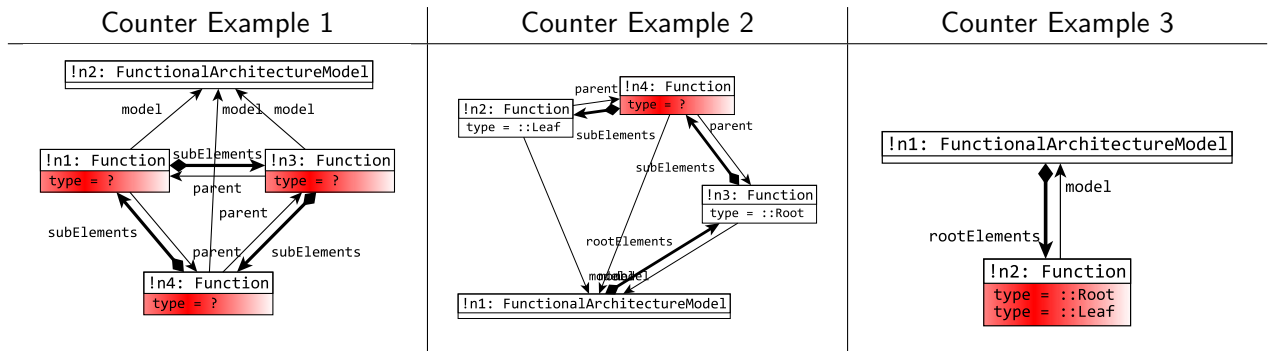 Counter Example 1
Counter Example 2
Counter Example 3
!n2: FunctionalArchitectureModel
model
model
model
!n1: Function
type = ?
subElements
parent
!n3: Function
type = ?
parent
subElements
parent
subElements
!n4: Function
type = ?
parent
!n4: Function
type = ?
!n2: Function
type = ::Leaf
subElements
parent
subElements
!n3: Function
type = ::Root
rootElements
model
!n1: FunctionalArchitectureModel
!n1: FunctionalArchitectureModel
model
rootElements
!n2: Function
type = ::Root
type = ::Leaf